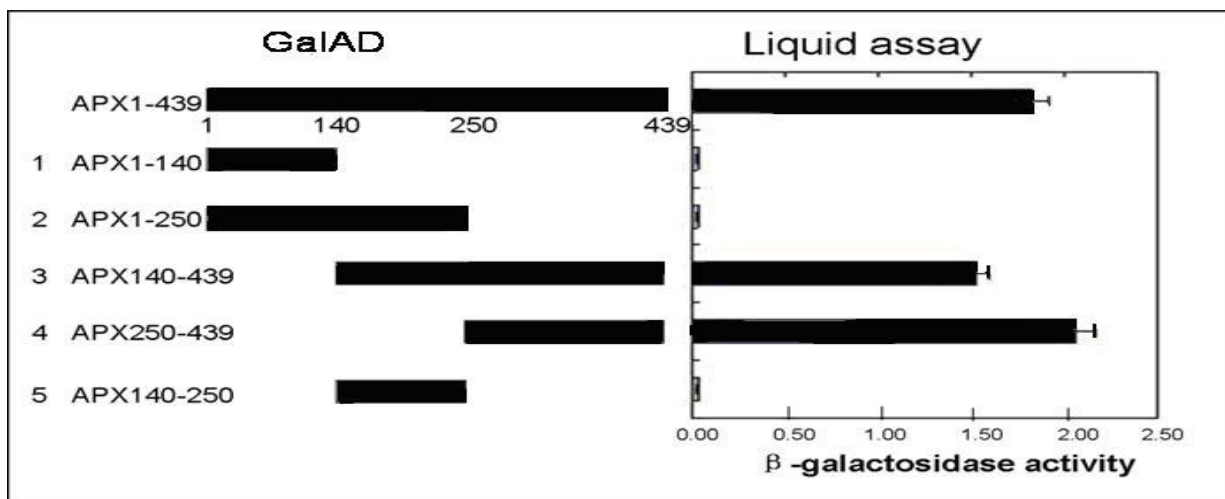 GalAD Liquid assay
APX1-439
1 140 250 439
1 APX1-140
2 APX1-250
3 APX140-439
4 APX250-439
5 APX140-250
0.00 0.50 1.00 1.50 2.00 2.50
β -galactosidase activity